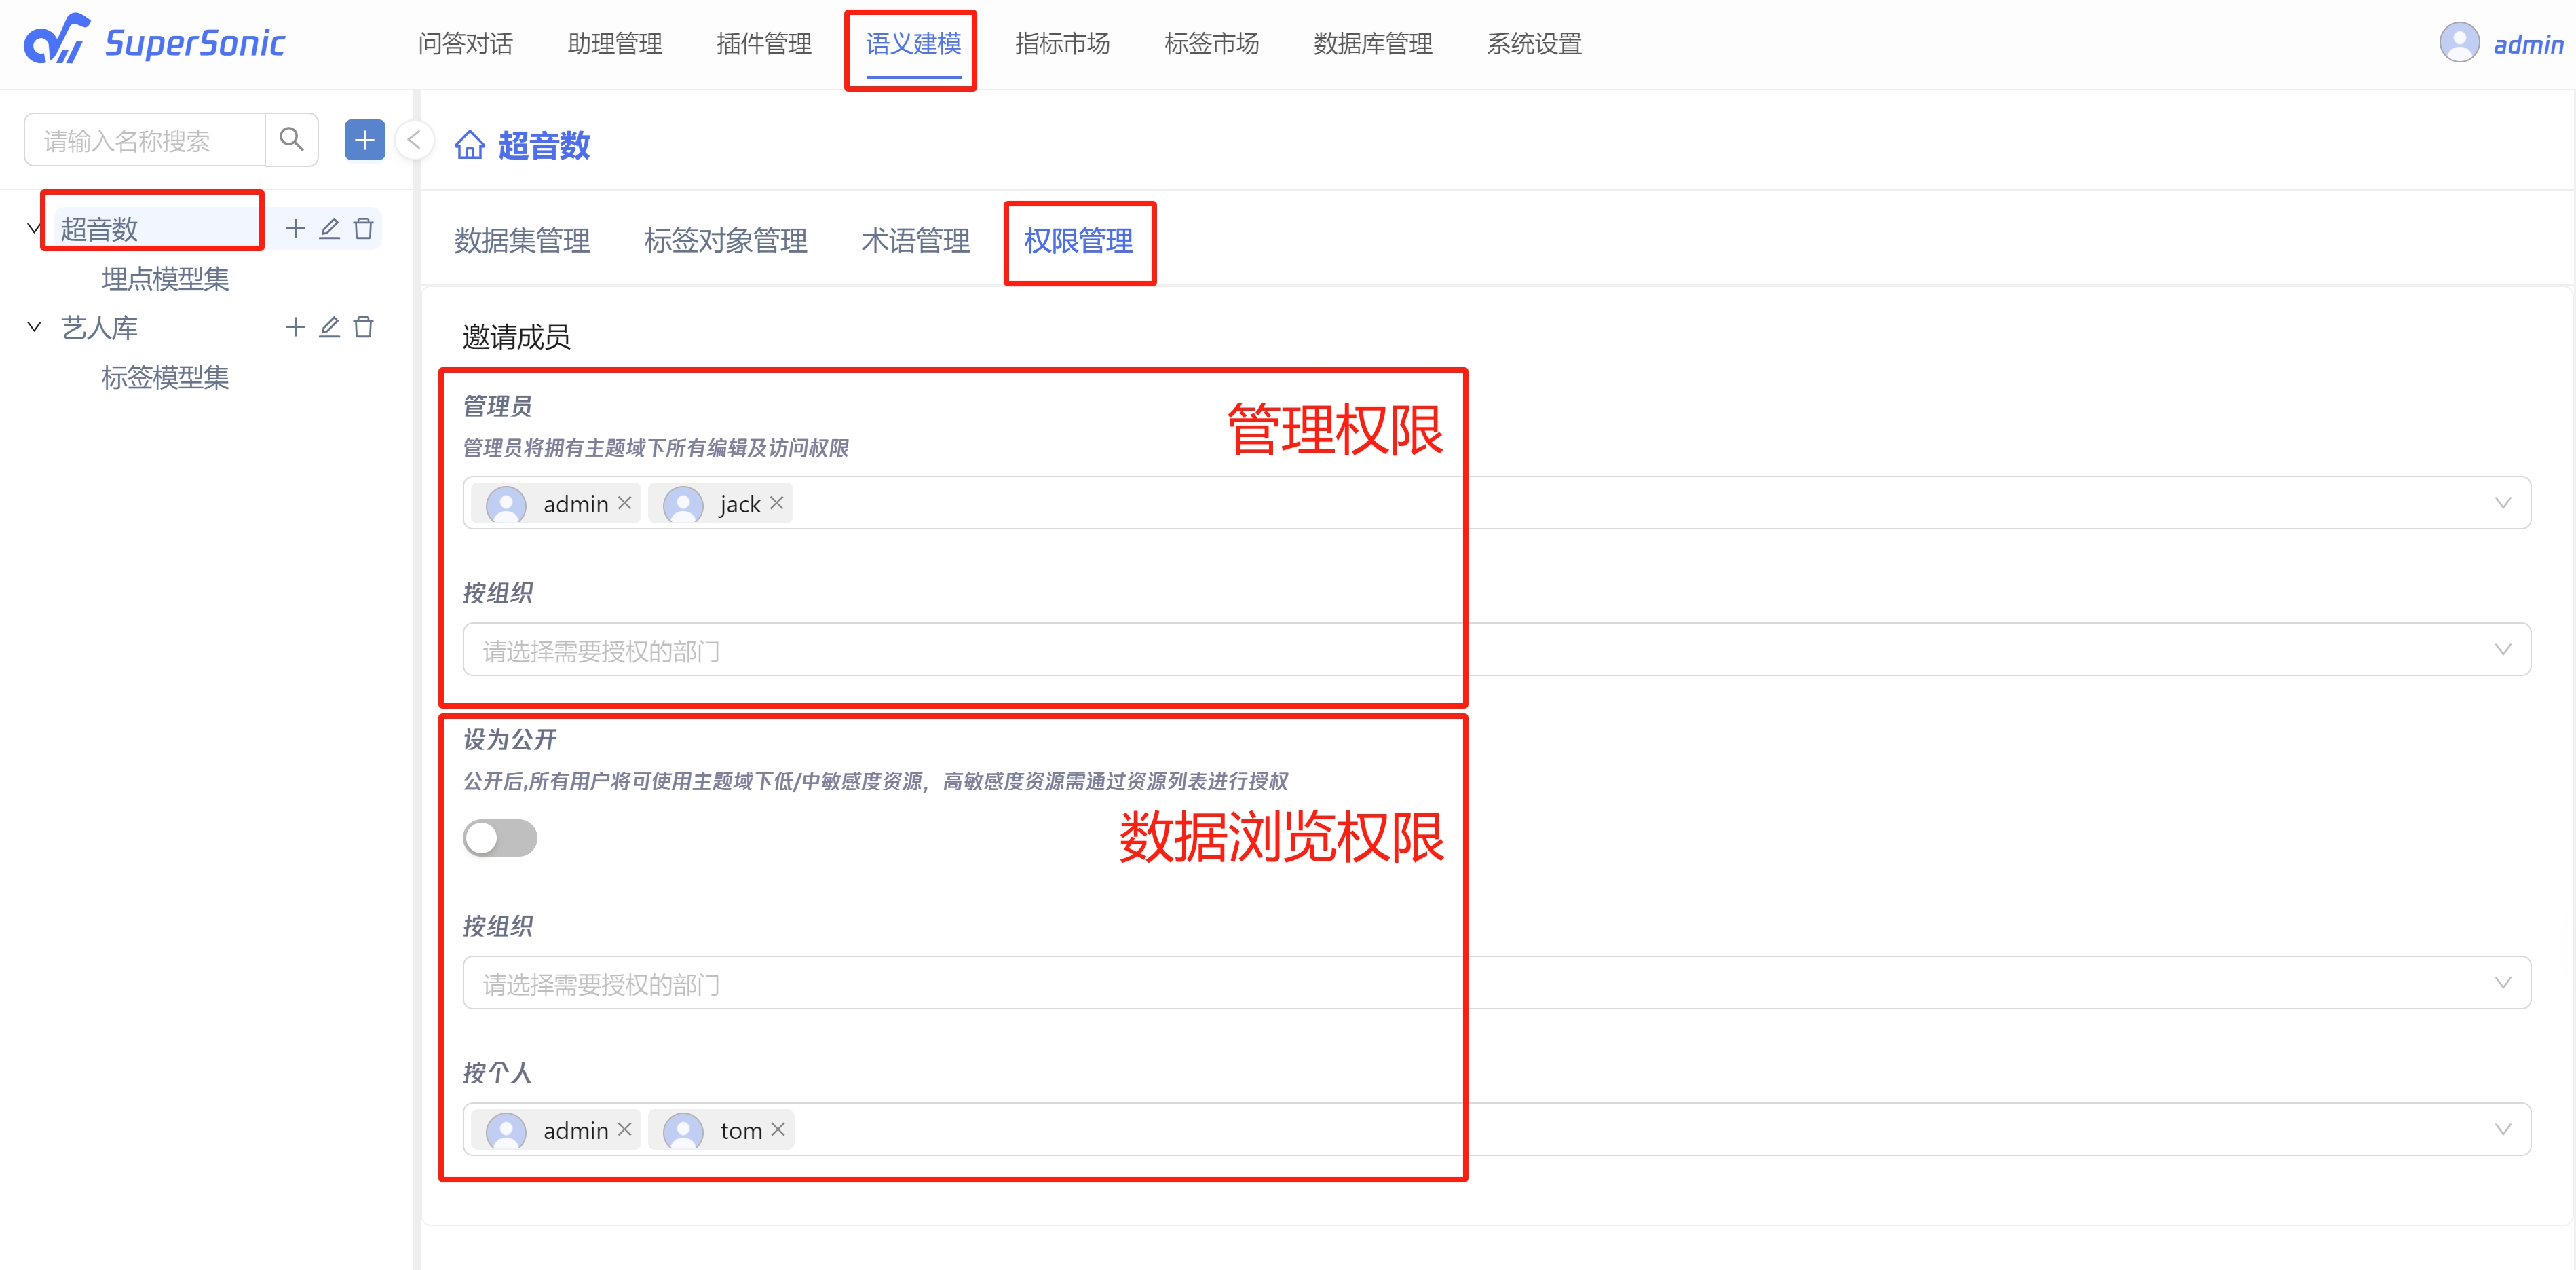 SuperSonic
问答对话 助理管理 插件管理 语义建模 指标市场 标签市场 数据库管理 系统设置
admin
请输入名称搜索
超音数
埋点模型集
艺人库
标签模型集
超音数
数据集管理 标签对象管理 术语管理 权限管理
邀请成员
管理员
管理权限
管理员将拥有主题域下所有编辑及访问权限
admin jack
按组织
请选择需要授权的部门
设为公开
公开后,所有用户将可使用主题域下低/中敏感度资源，高敏感度资源需通过资源列表进行授权
数据浏览权限
按组织
请选择需要授权的部门
按个人
admin tom